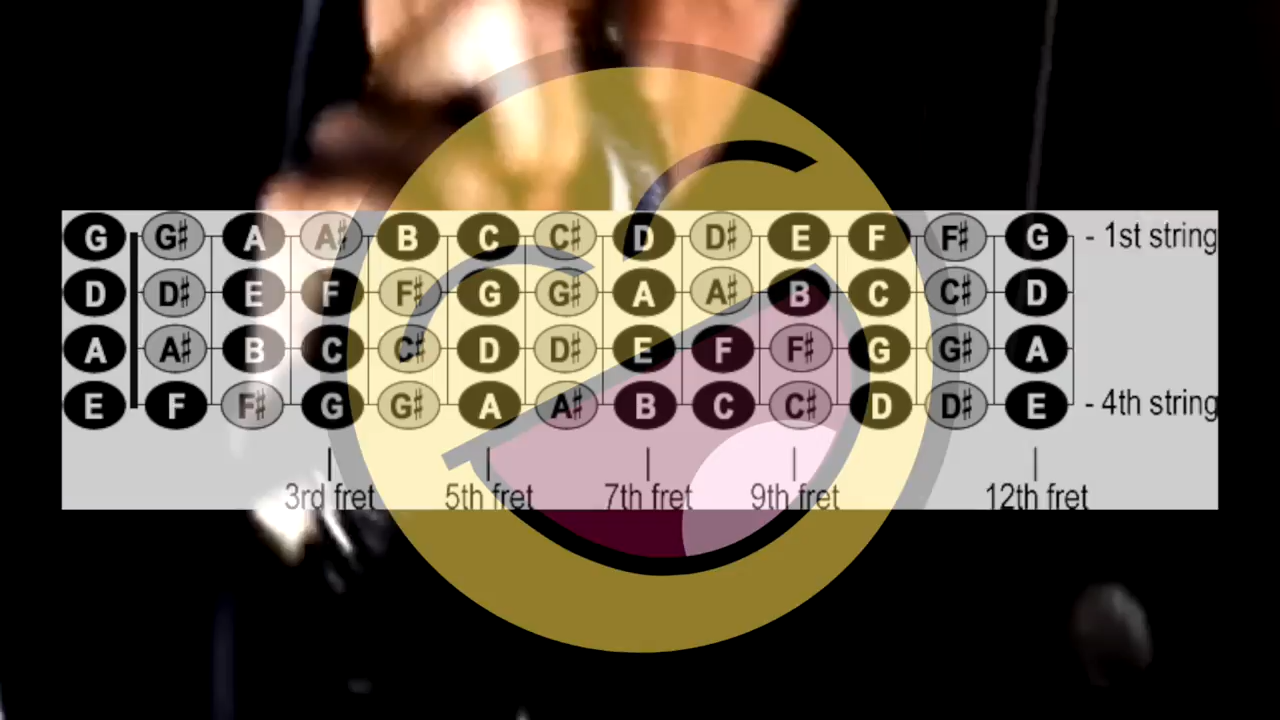 G G♯ A A♯ B C C♯ D D♯ E F F♯ G - 1st string
D D♯ E F F♯ G G♯ A A♯ B C C♯ D
A A♯ B C C♯ D D♯ E F F♯ G G♯ A
E F F♯ G G♯ A A♯ B C C♯ D D♯ E - 4th string
3rd fret 5th fret 7th fret 9th fret 12th fret